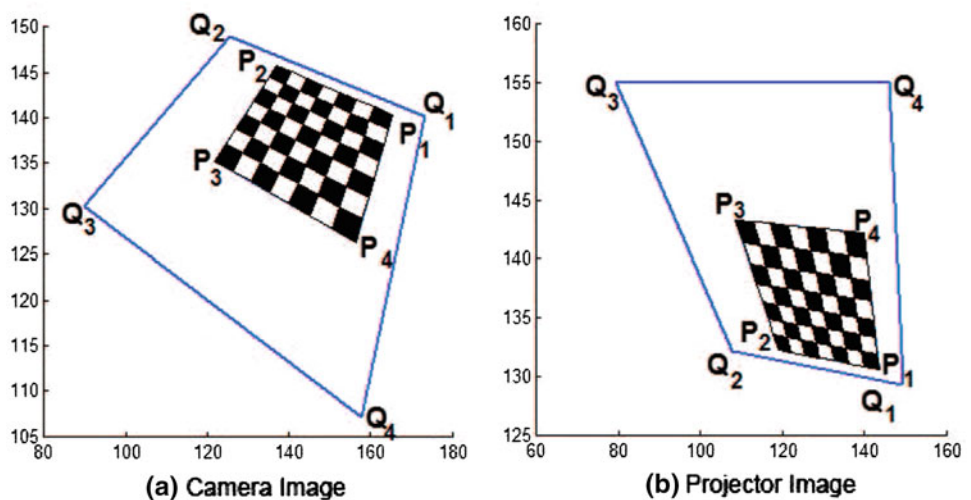 150
145
140
135
130
125
120
115
110
105
80 100 120 140 160 180
Q2
P2
Q1
P1
P3
Q3
P4
Q4
(a) Camera Image
160
155
150
145
140
135
130
125
60 80 100 120 140 160
Q3
Q4
P3
P4
P2
Q2
P1
Q1
(b) Projector Image